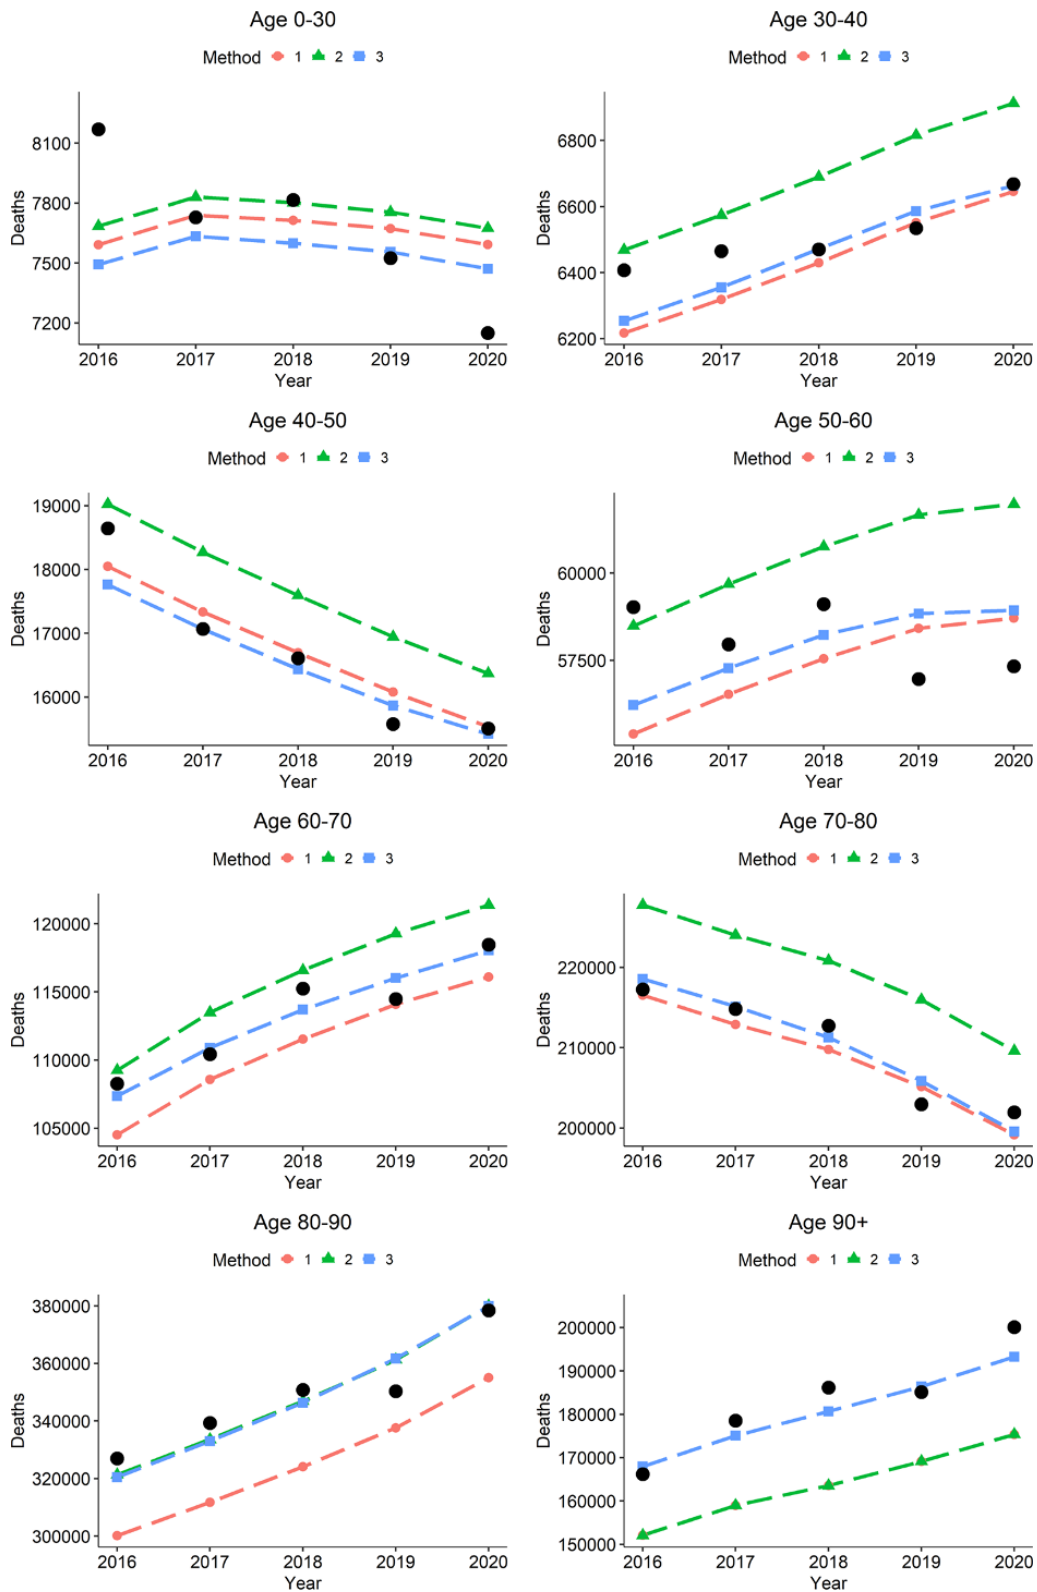 Age 0-30
Method 1 2 3
8100
7800
7500
7200
Deaths
2016 2017 2018 2019 2020
Year
Age 30-40
Method 1 2 3
6800
6600
6400
6200
Deaths
2016 2017 2018 2019 2020
Year
Age 40-50
Method 1 2 3
19000
18000
17000
16000
Deaths
2016 2017 2018 2019 2020
Year
Age 50-60
Method 1 2 3
60000
57500
Deaths
2016 2017 2018 2019 2020
Year
Age 60-70
Method 1 2 3
120000
115000
110000
105000
Deaths
2016 2017 2018 2019 2020
Year
Age 70-80
Method 1 2 3
220000
210000
200000
Deaths
2016 2017 2018 2019 2020
Year
Age 80-90
Method 1 2 3
380000
360000
340000
320000
300000
Deaths
2016 2017 2018 2019 2020
Year
Age 90+
Method 1 2 3
200000
190000
180000
170000
160000
150000
Deaths
2016 2017 2018 2019 2020
Year